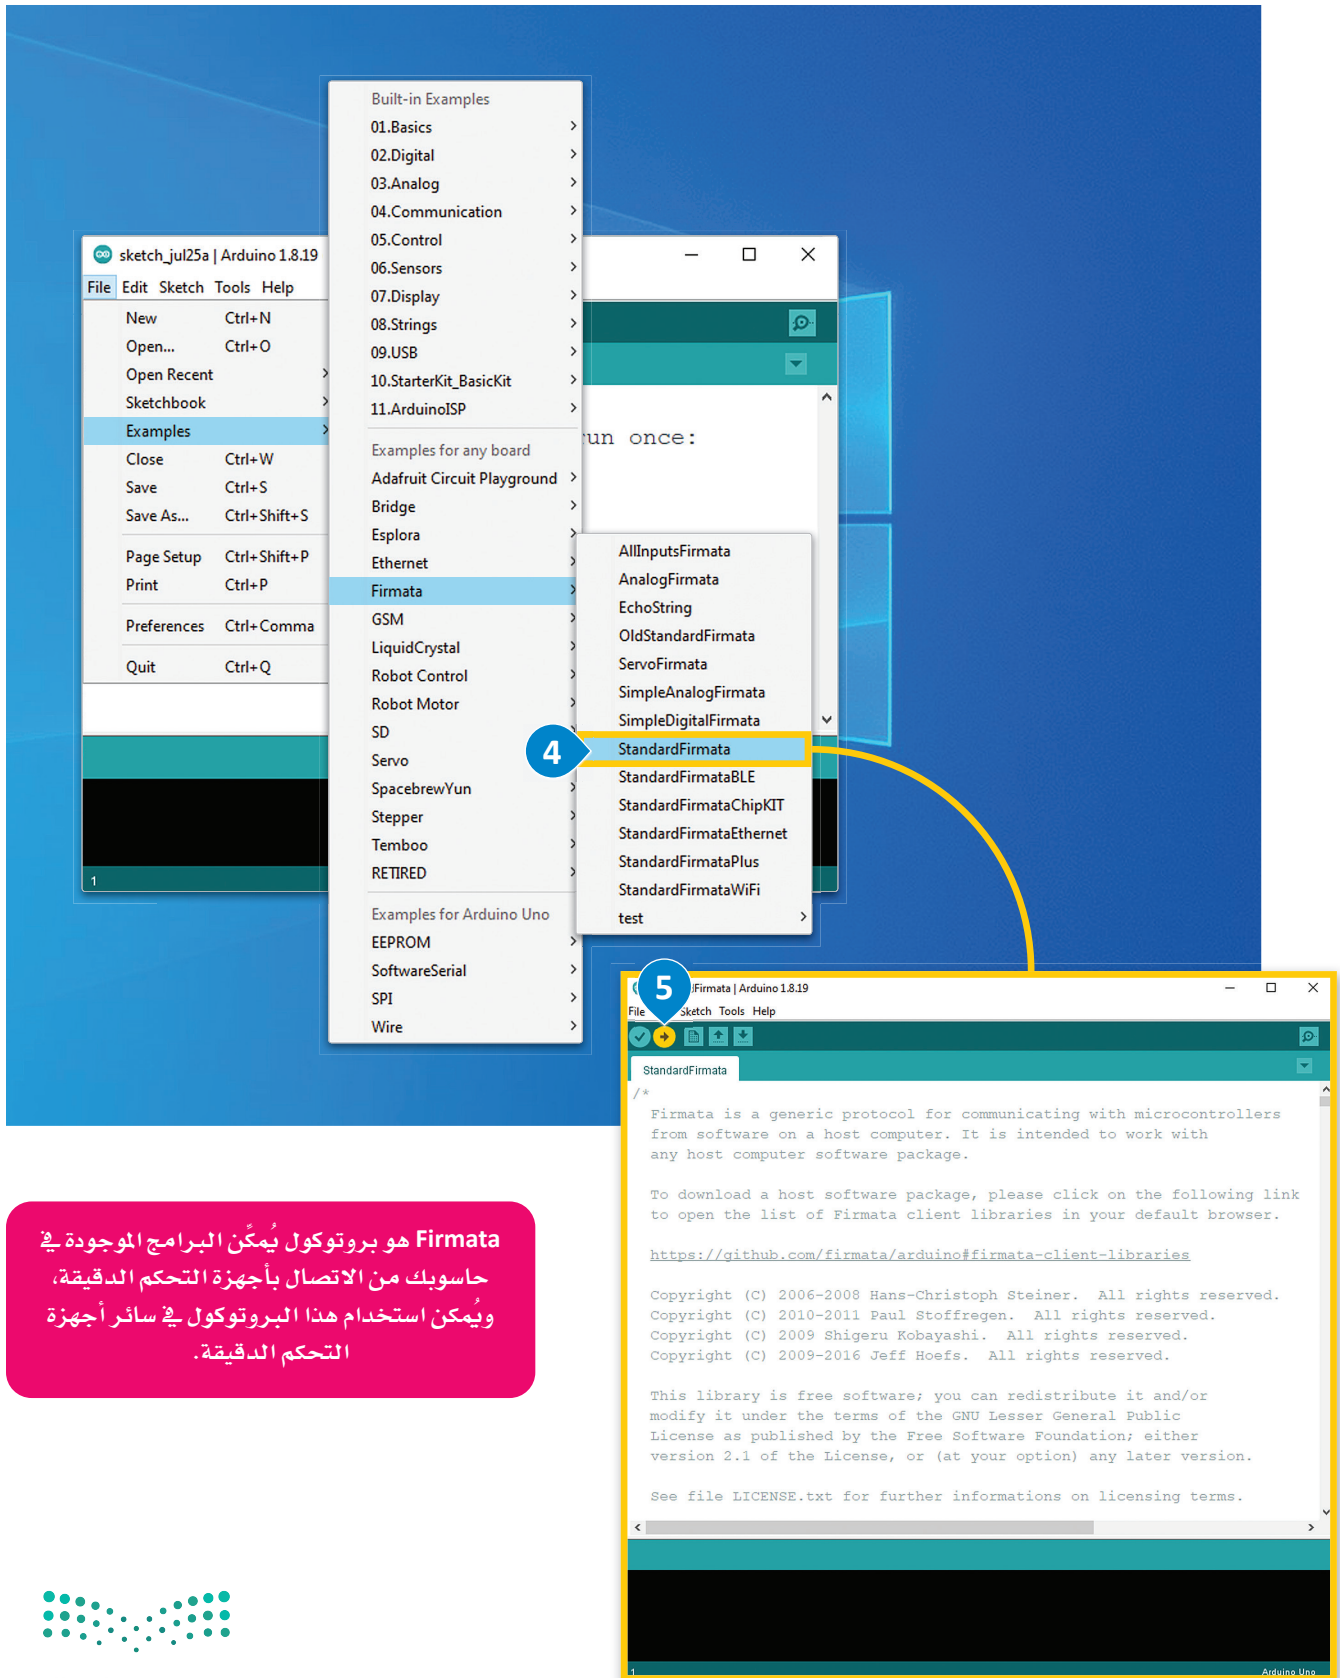 Built-in Examples
01.Basics
02.Digital
03.Analog
04.Communication
05.Control
06.Sensors
07.Display
08.Strings
09.USB
10.StarterKit_BasicKit
11.ArduinoISP
Examples for any board
Adafruit Circuit Playground
Bridge
Esplora
Ethernet
Firmata
GSM
LiquidCrystal
Robot Control
Robot Motor
SD
Servo
SpacebrewYun
Stepper
Temboo
RETIRED
Examples for Arduino Uno
EEPROM
SoftwareSerial
SPI
Wire
sketch_jul25a | Arduino 1.8.19
File Edit Sketch Tools Help
New Ctrl+N
Open... Ctrl+O
Open Recent
Sketchbook
Examples
Close Ctrl+W
Save Ctrl+S
Save As... Ctrl+Shift+S
Page Setup Ctrl+Shift+P
Print Ctrl+P
Preferences Ctrl+Comma
Quit Ctrl+Q
run once:
1
AllInputsFirmata
AnalogFirmata
EchoString
OldStandardFirmata
ServoFirmata
SimpleAnalogFirmata
SimpleDigitalFirmata
4
StandardFirmata
StandardFirmataBLE
StandardFirmataChipKIT
StandardFirmataEthernet
StandardFirmataPlus
StandardFirmataWiFi
test
5
dFirmata | Arduino 1.8.19
File Sketch Tools Help
StandardFirmata
/*
Firmata is a generic protocol for communicating with microcontrollers
from software on a host computer. It is intended to work with
any host computer software package.
To download a host software package, please click on the following link
to open the list of Firmata client libraries in your default browser.
https://github.com/firmata/arduino#firmata-client-libraries
Copyright (C) 2006-2008 Hans-Christoph Steiner. All rights reserved.
Copyright (C) 2010-2011 Paul Stoffregen. All rights reserved.
Copyright (C) 2009 Shigeru Kobayashi. All rights reserved.
Copyright (C) 2009-2016 Jeff Hoefs. All rights reserved.
This library is free software; you can redistribute it and/or
modify it under the terms of the GNU Lesser General Public
License as published by the Free Software Foundation; either
version 2.1 of the License, or (at your option) any later version.
See file LICENSE.txt for further informations on licensing terms.
1
Arduino Uno
Firmata هو بروتوكول يُمكِّن البرامج الموجودة في
حاسوبك من الاتصال بأجهزة التحكم الدقيقة،
ويُمكن استخدام هذا البروتوكول في سائر أجهزة
التحكم الدقيقة.